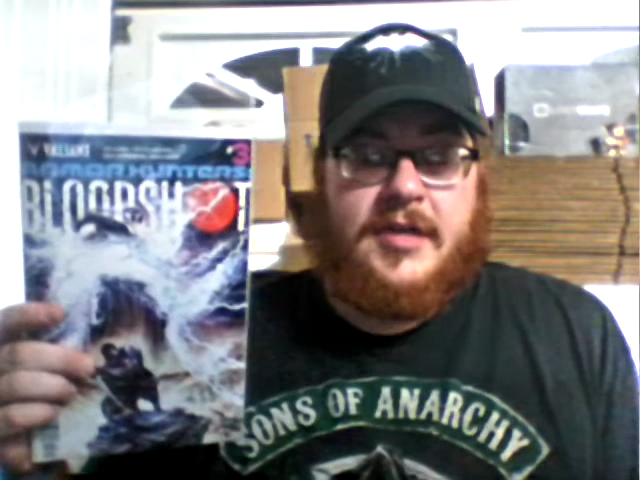 VALIANT
3
ARMOR HUNTERS
BLOODSHOT
SONS OF ANARCHY